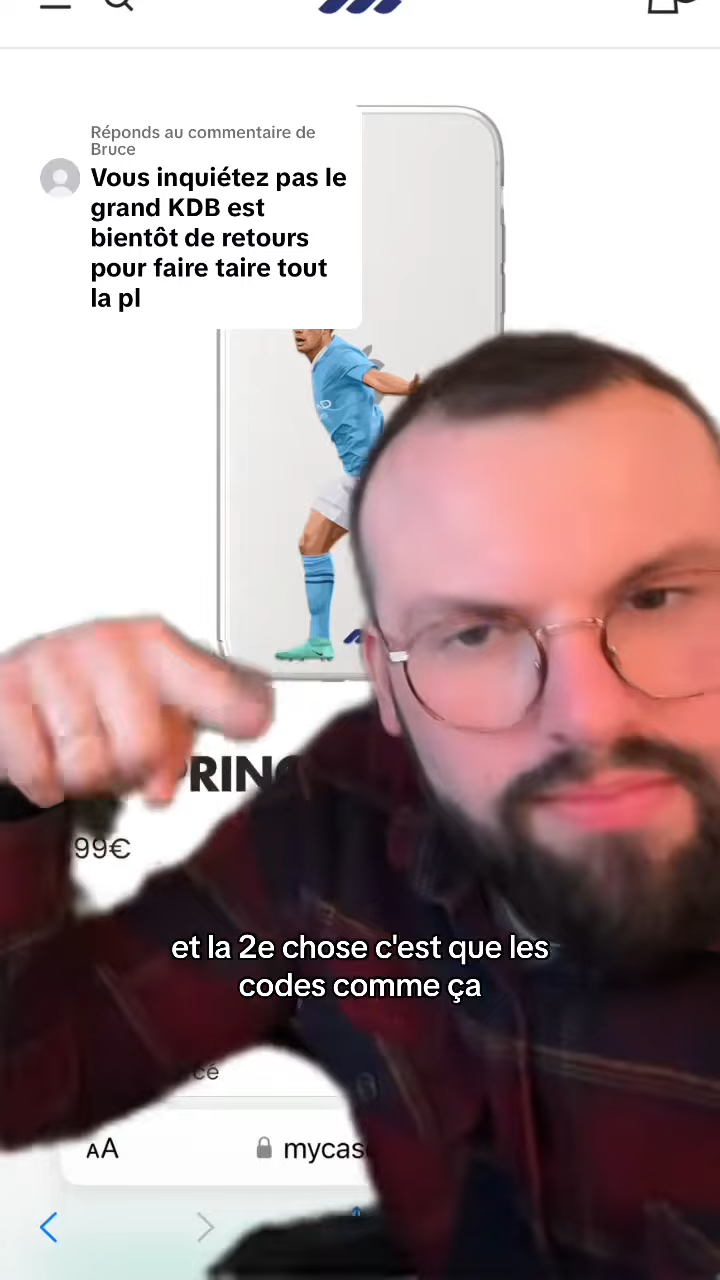 Réponds au commentaire de
Bruce
Vous inquiétez pas le
grand KDB est
bientôt de retours
pour faire taire tout
la pl
99€
et la 2e chose c'est que les
codes comme ça
AA
mycas